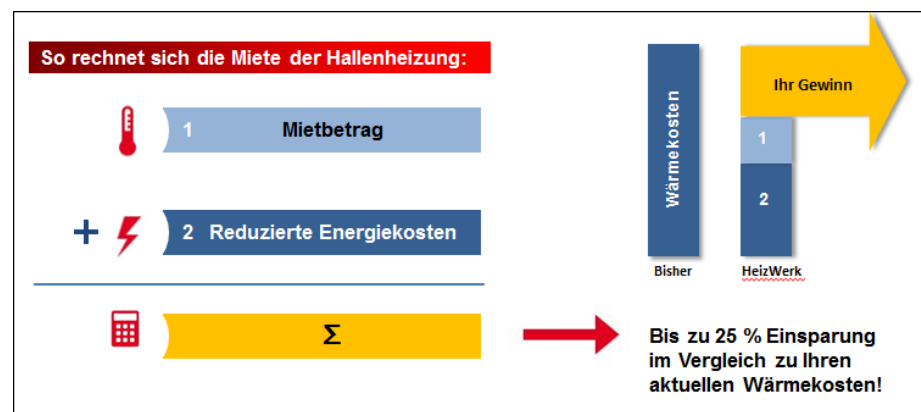 So rechnet sich die Miete der Hallenheizung:
1 Mietbetrag
+
2 Reduzierte Energiekosten
Σ
Wärmekosten
Bisher
Ihr Gewinn
1
2
HeizWerk
Bis zu 25 % Einsparung
im Vergleich zu Ihren
aktuellen Wärmekosten!